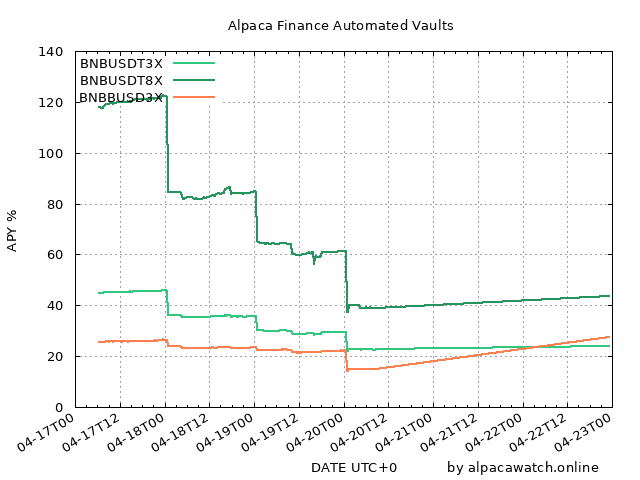 Alpaca Finance Automated Vaults
140
120
100
80
60
40
20
0
APY %
BNBUSDT3X
BNBUSDT8X
BNBBUSD3X
04-17T00
04-17T12
04-18T00
04-18T12
04-19T00
04-19T12
04-20T00
04-20T12
04-21T00
04-21T12
04-22T00
04-22T12
04-23T00
DATE UTC+0
by alpacawatch.online